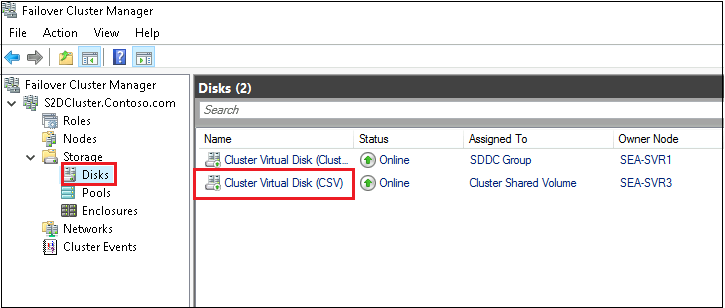 Failover Cluster Manager
File Action View Help
Failover Cluster Manager
S2DCluster.Contoso.com
Roles
Nodes
Storage
Disks
Pools
Enclosures
Networks
Cluster Events
Disks (2)
Search
Name Status Assigned To Owner Node
Cluster Virtual Disk (Clust... Online SDDC Group SEA-SVR1
Cluster Virtual Disk (CSV) Online Cluster Shared Volume SEA-SVR3